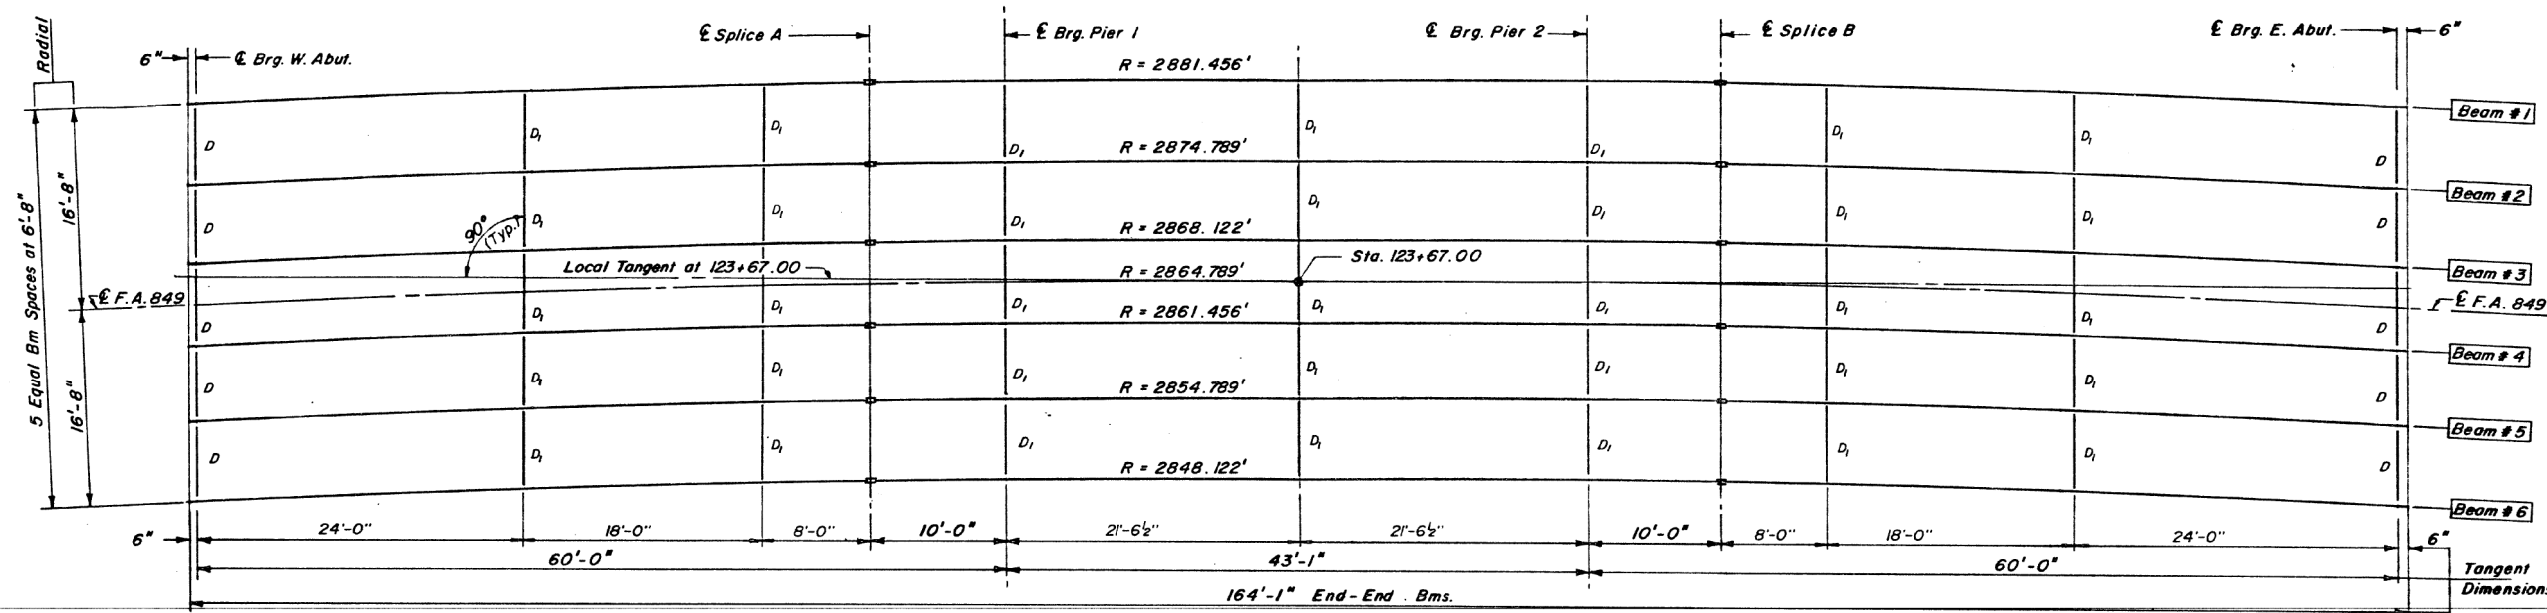 Radial
6"
℄ Brg. W. Abut.
℄ Splice A
℄ Brg. Pier 1
℄ Brg. Pier 2
℄ Splice B
℄ Brg. E. Abut.
6"
R = 2881.456'
Beam #1
D D₁ D₁ D₁ D₁ D₁ D₁ D₁ D
R = 2874.789'
Beam #2
D D₁ D₁ D₁ D₁ D₁ D₁ D₁ D
90° (Typ.)
R = 2868.122'
Beam #3
Local Tangent at 123+67.00
Sta. 123+67.00
R = 2864.789'
℄ F.A. 849
℄ F.A. 849
D D₁ D₁ D₁ D₁ D₁ D₁ D₁ D
R = 2861.456'
Beam #4
D D₁ D₁ D₁ D₁ D₁ D₁ D₁ D
R = 2854.789'
Beam #5
D D₁ D₁ D₁ D₁ D₁ D₁ D₁ D
R = 2848.122'
Beam #6
5 Equal Bm Spaces at 6'-8"
16'-8"
16'-8"
6" 24'-0" 18'-0" 8'-0" 10'-0" 21'-6½" 21'-6½" 10'-0" 8'-0" 18'-0" 24'-0" 6"
60'-0" 43'-1" 60'-0"
Tangent
Dimension
164'-1" End-End Bms.